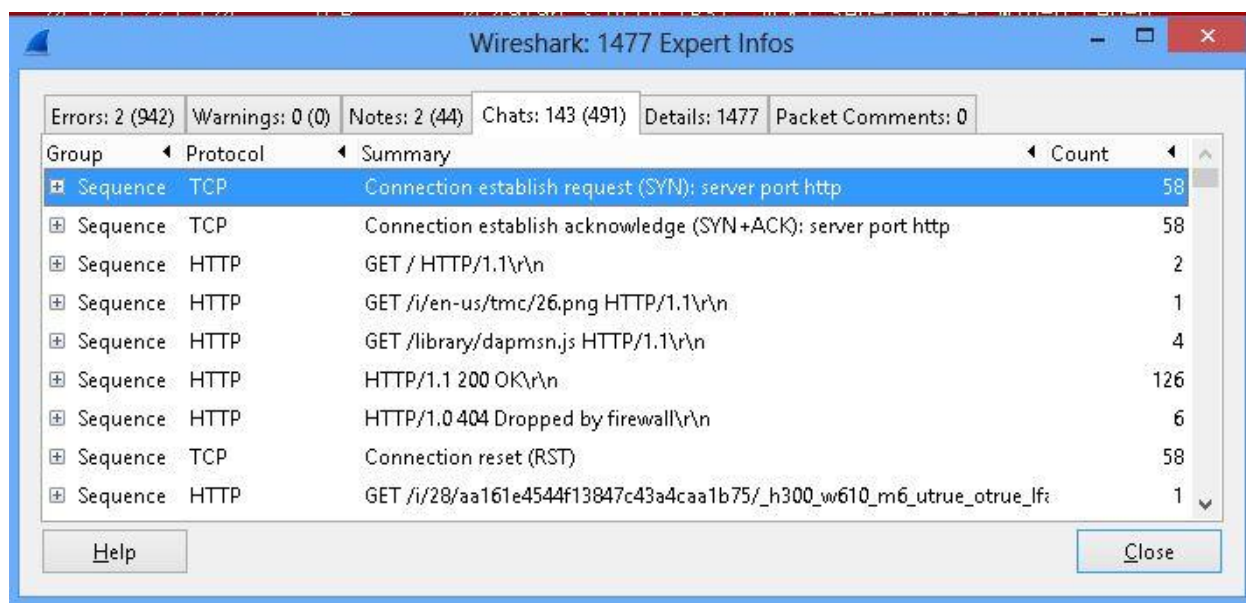 Wireshark: 1477 Expert Infos
Errors: 2 (942) Warnings: 0 (0) Notes: 2 (44) Chats: 143 (491) Details: 1477 Packet Comments: 0
Group Protocol Summary Count
Sequence TCP Connection establish request (SYN): server port http 58
Sequence TCP Connection establish acknowledge (SYN+ACK): server port http 58
Sequence HTTP GET / HTTP/1.1\r\n 2
Sequence HTTP GET /i/en-us/tmc/26.png HTTP/1.1\r\n 1
Sequence HTTP GET /library/dapmsn.js HTTP/1.1\r\n 4
Sequence HTTP HTTP/1.1 200 OK\r\n 126
Sequence HTTP HTTP/1.0 404 Dropped by firewall\r\n 6
Sequence TCP Connection reset (RST) 58
Sequence HTTP GET /i/28/aa161e4544f13847c43a4caa1b75/_h300_w610_m6_utrue_otrue_lfa 1
Help Close